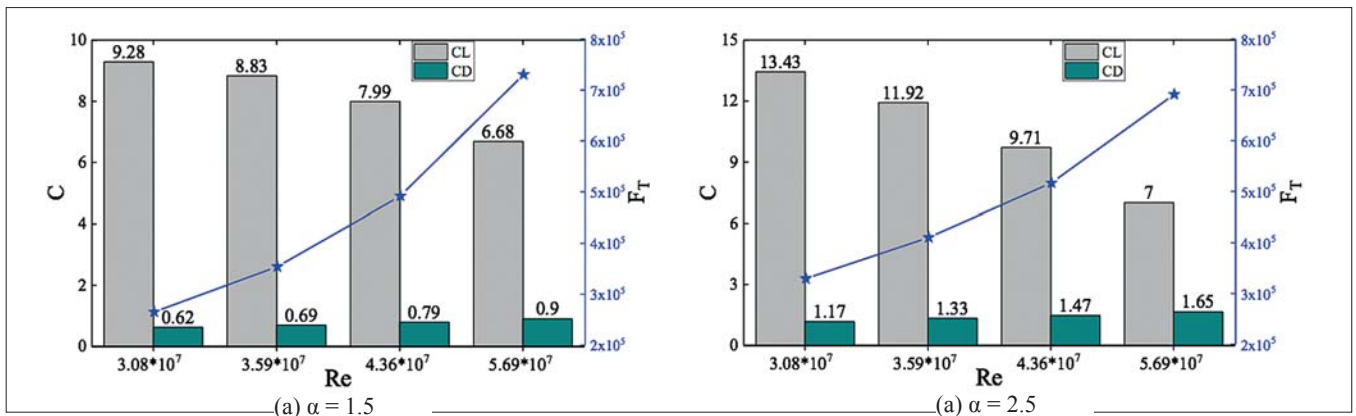 10
8
6
4
2
0
C
9.28
8.83
7.99
6.68
0.62
0.69
0.79
0.9
CL
CD
8x10⁵
7x10⁵
6x10⁵
5x10⁵
4x10⁵
3x10⁵
2x10⁵
F_T
3.08*10⁷
3.59*10⁷
4.36*10⁷
5.69*10⁷
Re
(a) α = 1.5
15
12
9
6
3
0
C
13.43
11.92
9.71
7
1.17
1.33
1.47
1.65
CL
CD
8x10⁵
7x10⁵
6x10⁵
5x10⁵
4x10⁵
3x10⁵
2x10⁵
F_T
3.08*10⁷
3.59*10⁷
4.36*10⁷
5.69*10⁷
Re
(a) α = 2.5